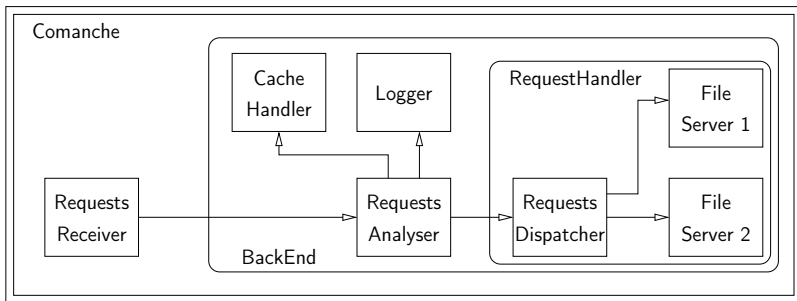 Comanche
Cache
Handler
Logger
RequestHandler
File
Server 1
Requests
Receiver
Requests
Analyser
Requests
Dispatcher
File
Server 2
BackEnd